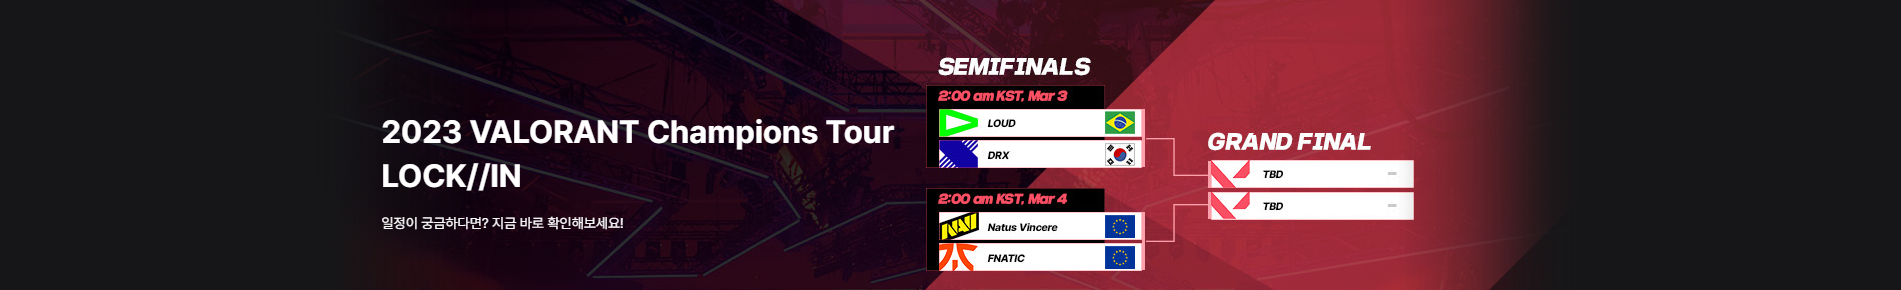 2023 VALORANT Champions Tour
LOCK//IN
일정이 궁금하다면? 지금 바로 확인해보세요!
SEMIFINALS
2:00 am KST, Mar 3
LOUD
DRX
2:00 am KST, Mar 4
NAVI
Natus Vincere
FNATIC
GRAND FINAL
TBD
TBD